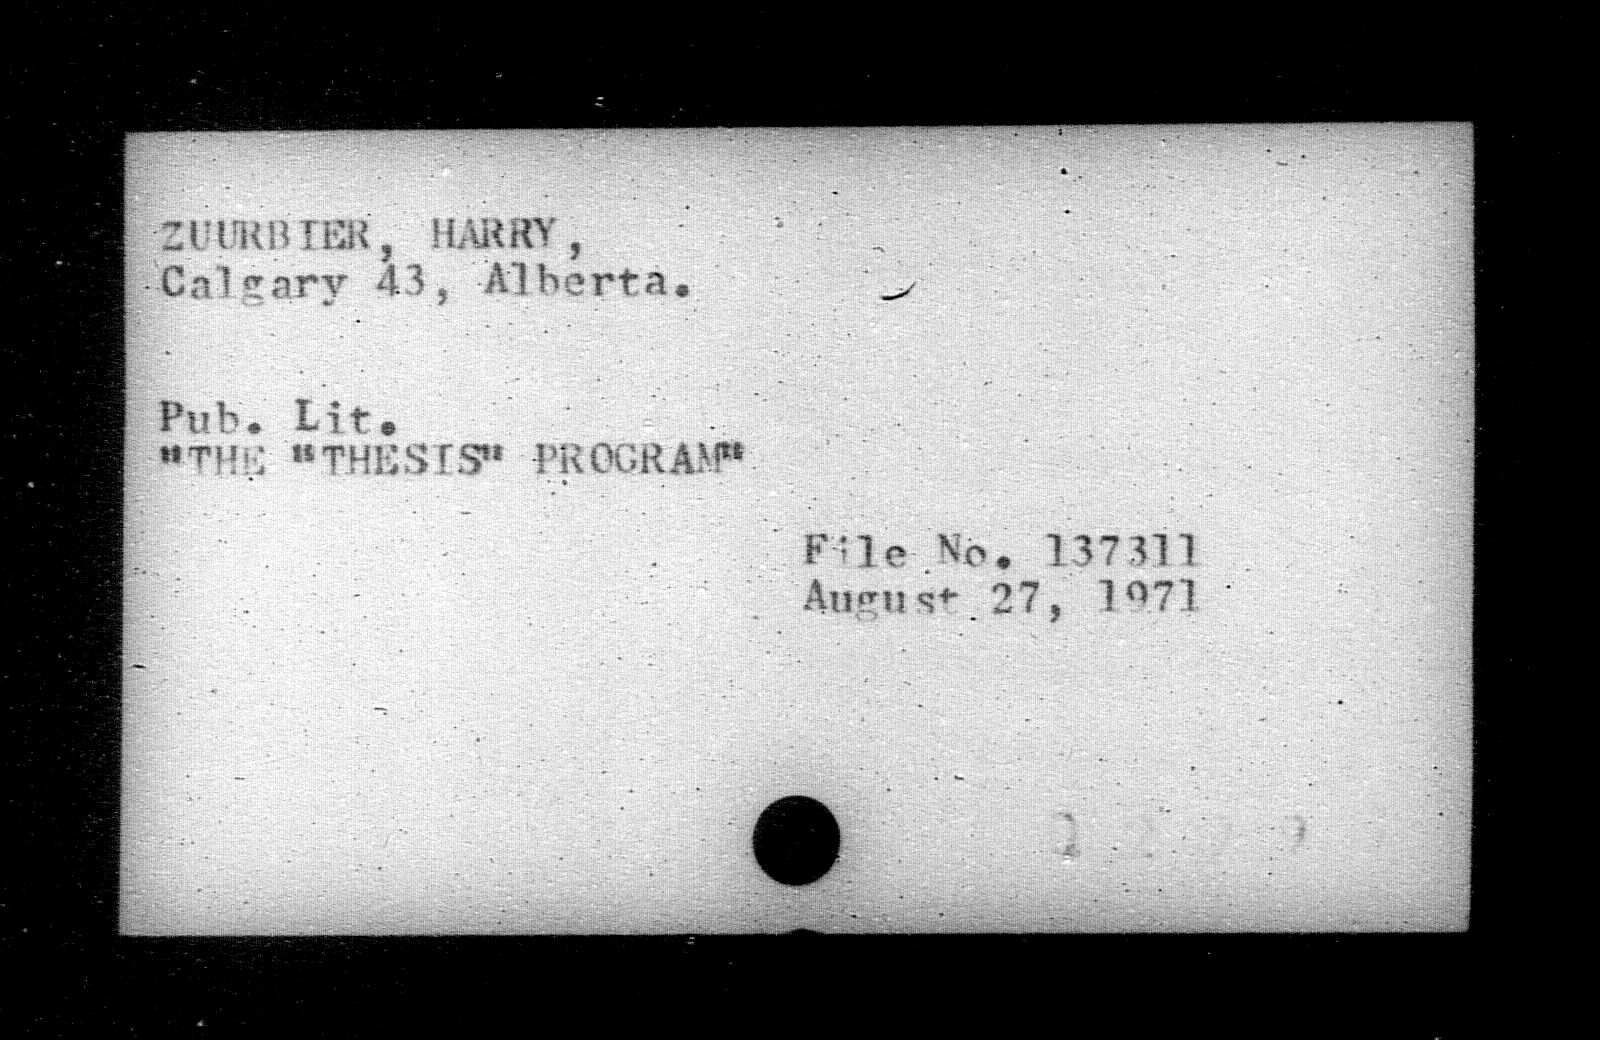 ZUURBIER, HARRY,
Calgary 43, Alberta.
Pub. Lit.
"THE "THESIS" PROGRAM"
File No. 137311
August 27, 1971